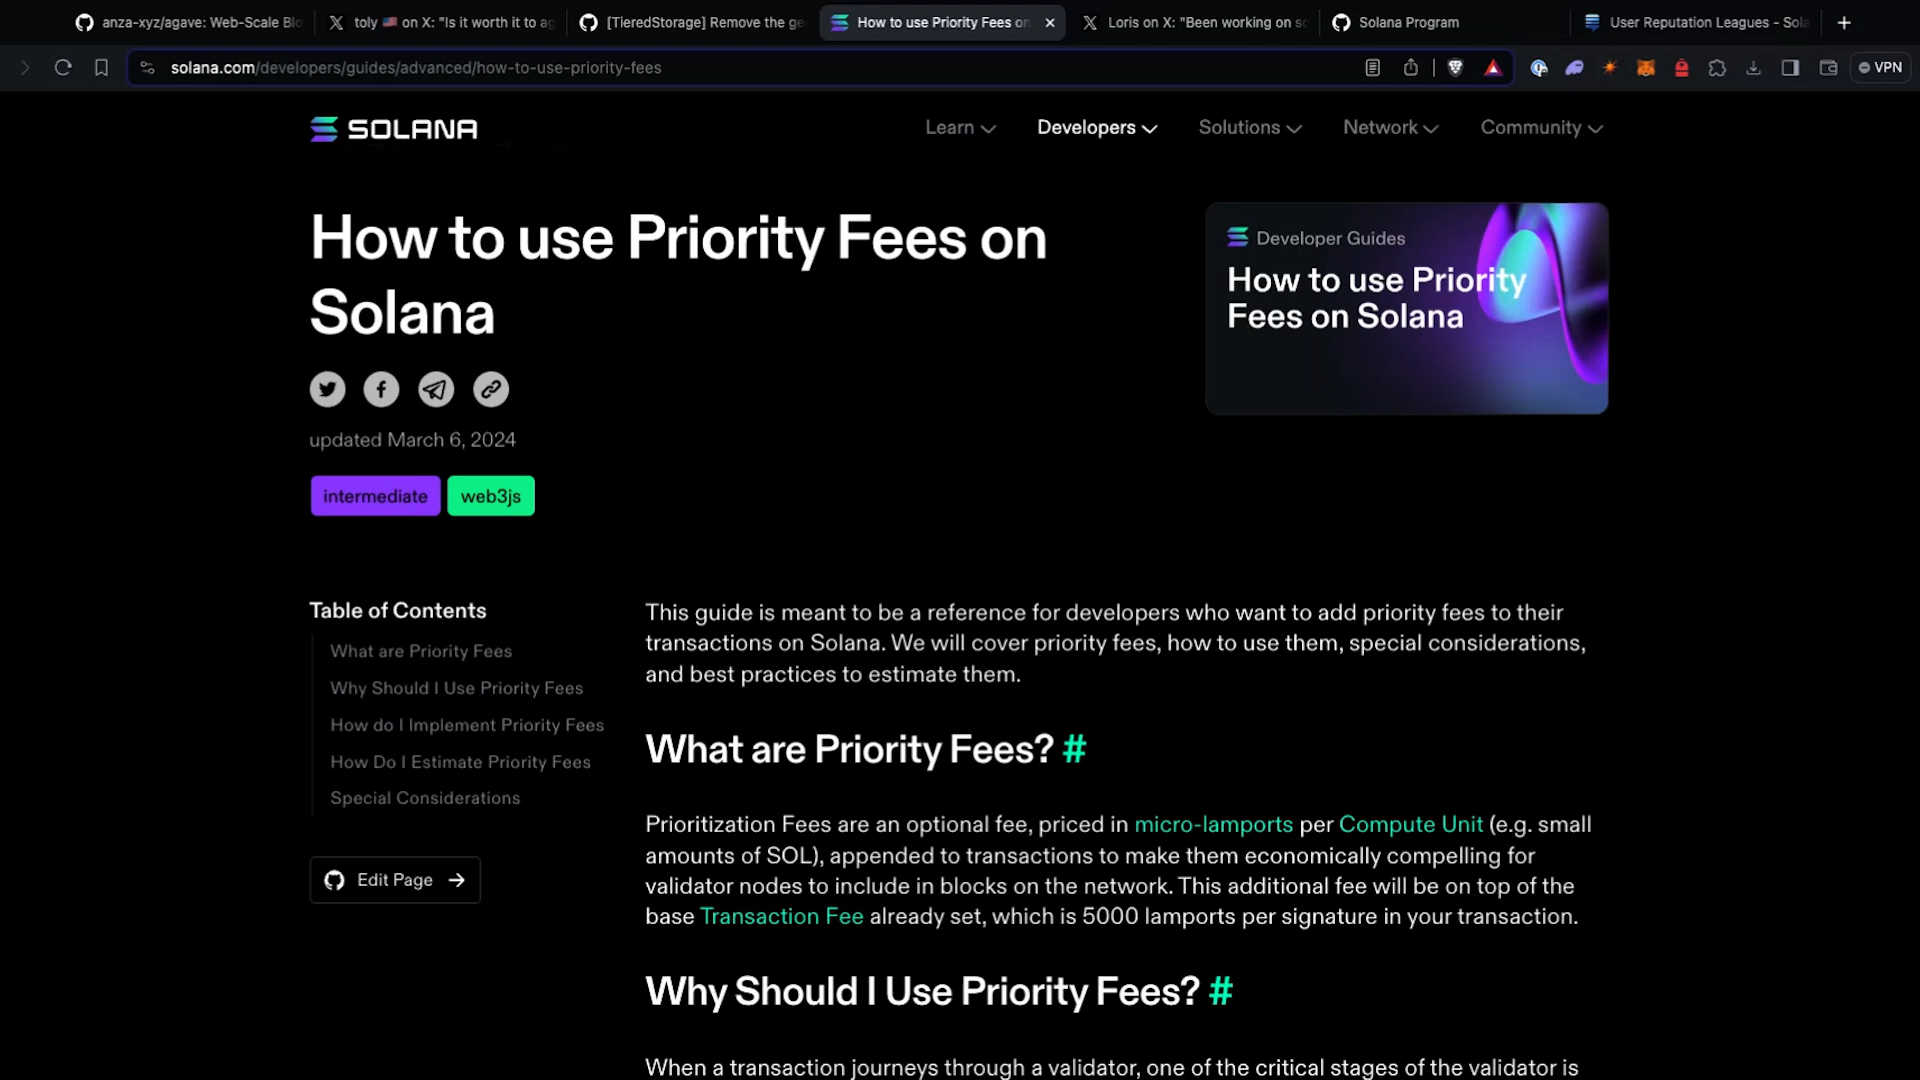 anza-xyz/agave: Web-Scale Blo
toly 🇺🇸 on X: "Is it worth it to ag
[TieredStorage] Remove the ge
How to use Priority Fees on
Loris on X: "Been working on so
Solana Program
User Reputation Leagues - Sola
solana.com/developers/guides/advanced/how-to-use-priority-fees
VPN
SOLANA
Learn
Developers
Solutions
Network
Community
How to use Priority Fees on
Solana
Developer Guides
How to use Priority
Fees on Solana
updated March 6, 2024
intermediate
web3js
Table of Contents
What are Priority Fees
Why Should I Use Priority Fees
How do I Implement Priority Fees
How Do I Estimate Priority Fees
Special Considerations
Edit Page
This guide is meant to be a reference for developers who want to add priority fees to their
transactions on Solana. We will cover priority fees, how to use them, special considerations,
and best practices to estimate them.
What are Priority Fees? #
Prioritization Fees are an optional fee, priced in micro-lamports per Compute Unit (e.g. small
amounts of SOL), appended to transactions to make them economically compelling for
validator nodes to include in blocks on the network. This additional fee will be on top of the
base Transaction Fee already set, which is 5000 lamports per signature in your transaction.
Why Should I Use Priority Fees? #
When a transaction journeys through a validator, one of the critical stages of the validator is